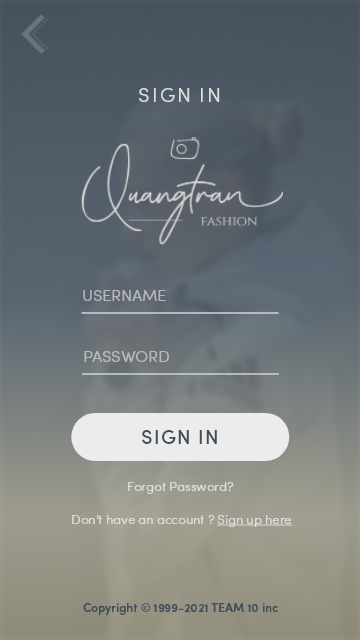 SIGN IN
Quangtran
FASHION
USERNAME
PASSWORD
SIGN IN
Forgot Password?
Don't have an account ? Sign up here
Copyright © 1999-2021 TEAM 10 inc